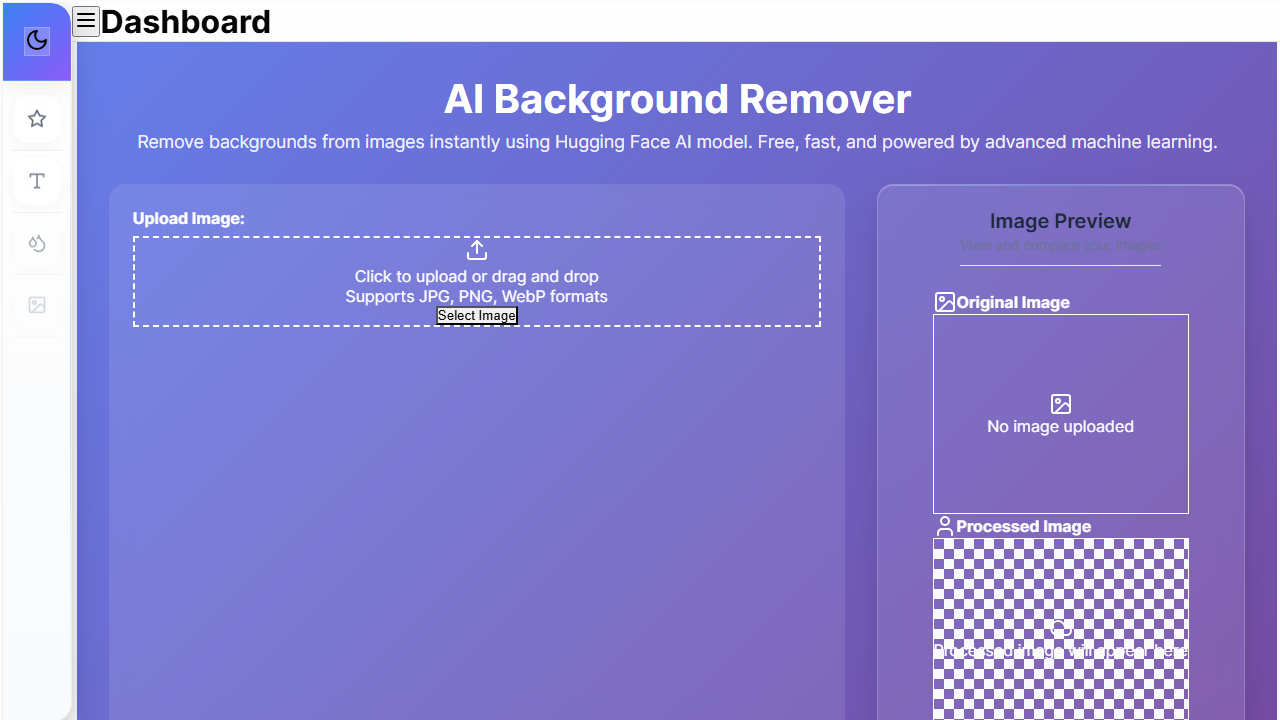 Dashboard
AI Background Remover
Remove backgrounds from images instantly using Hugging Face AI model. Free, fast, and powered by advanced machine learning.
Upload Image:
Click to upload or drag and drop
Supports JPG, PNG, WebP formats
Select Image
Image Preview
View and compare your images
Original Image
No image uploaded
Processed Image
Processed image will appear here